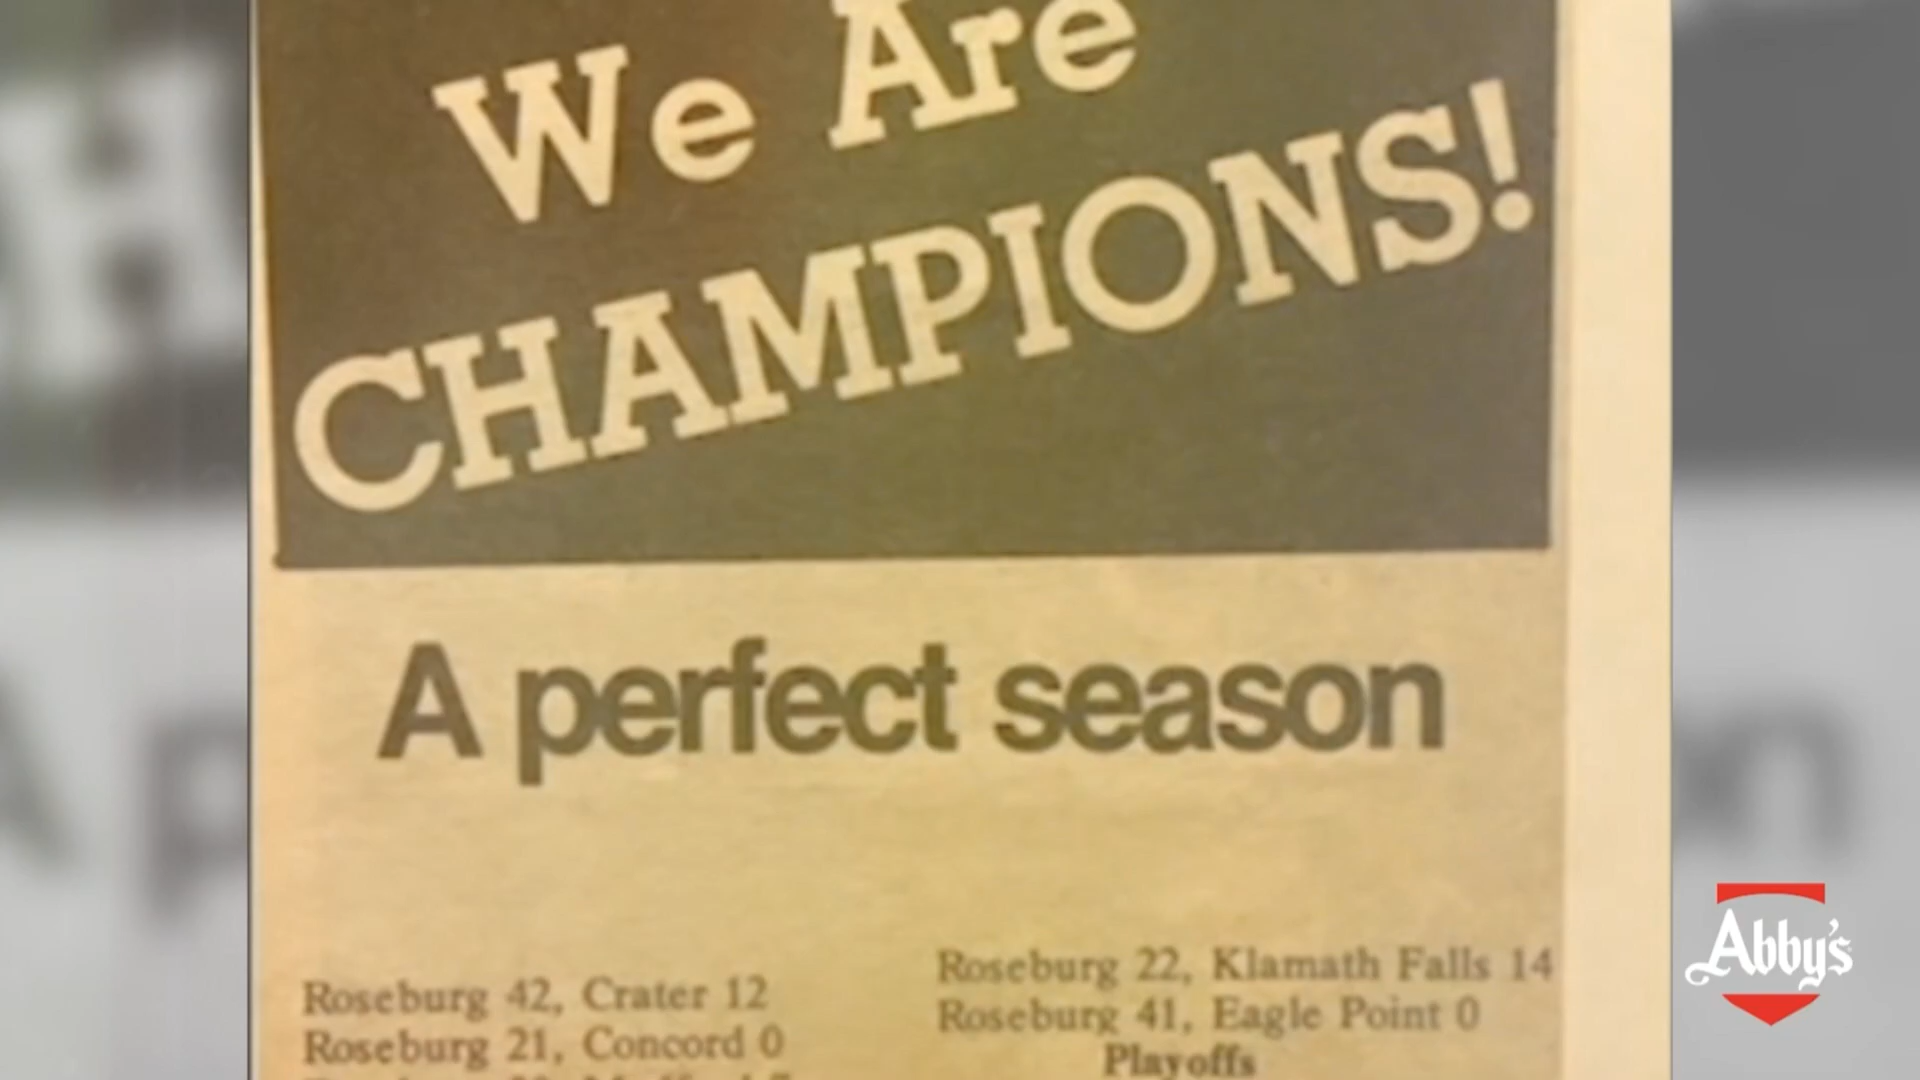 We Are
CHAMPIONS!
A perfect season
Roseburg 42, Crater 12
Roseburg 21, Concord 0
Roseburg 22, Klamath Falls 14
Roseburg 41, Eagle Point 0
Playoffs
Abby's